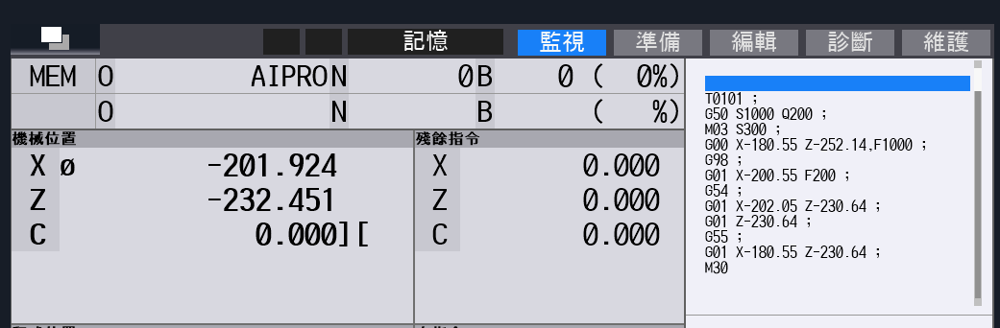 記憶 監視 準備 編輯 診斷 維護
MEM O AIPRON N 0B 0 ( 0%)
O N B ( %)
機械位置
X ø -201.924
Z -232.451
C 0.000][
殘餘指令
X 0.000
Z 0.000
C 0.000
T0101 ;
G50 S1000 Q200 ;
M03 S300 ;
G00 X-180.55 Z-252.14,F1000 ;
G98 ;
G01 X-200.55 F200 ;
G54 ;
G01 X-202.05 Z-230.64 ;
G01 Z-230.64 ;
G55 ;
G01 X-180.55 Z-230.64 ;
M30